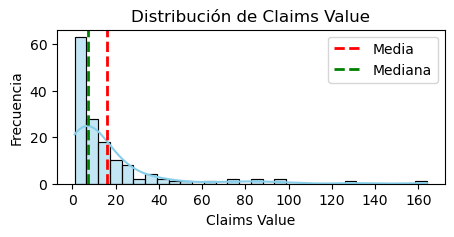 Distribución de Claims Value
Media
Mediana
Frecuencia
60
40
20
0
0 20 40 60 80 100 120 140 160
Claims Value